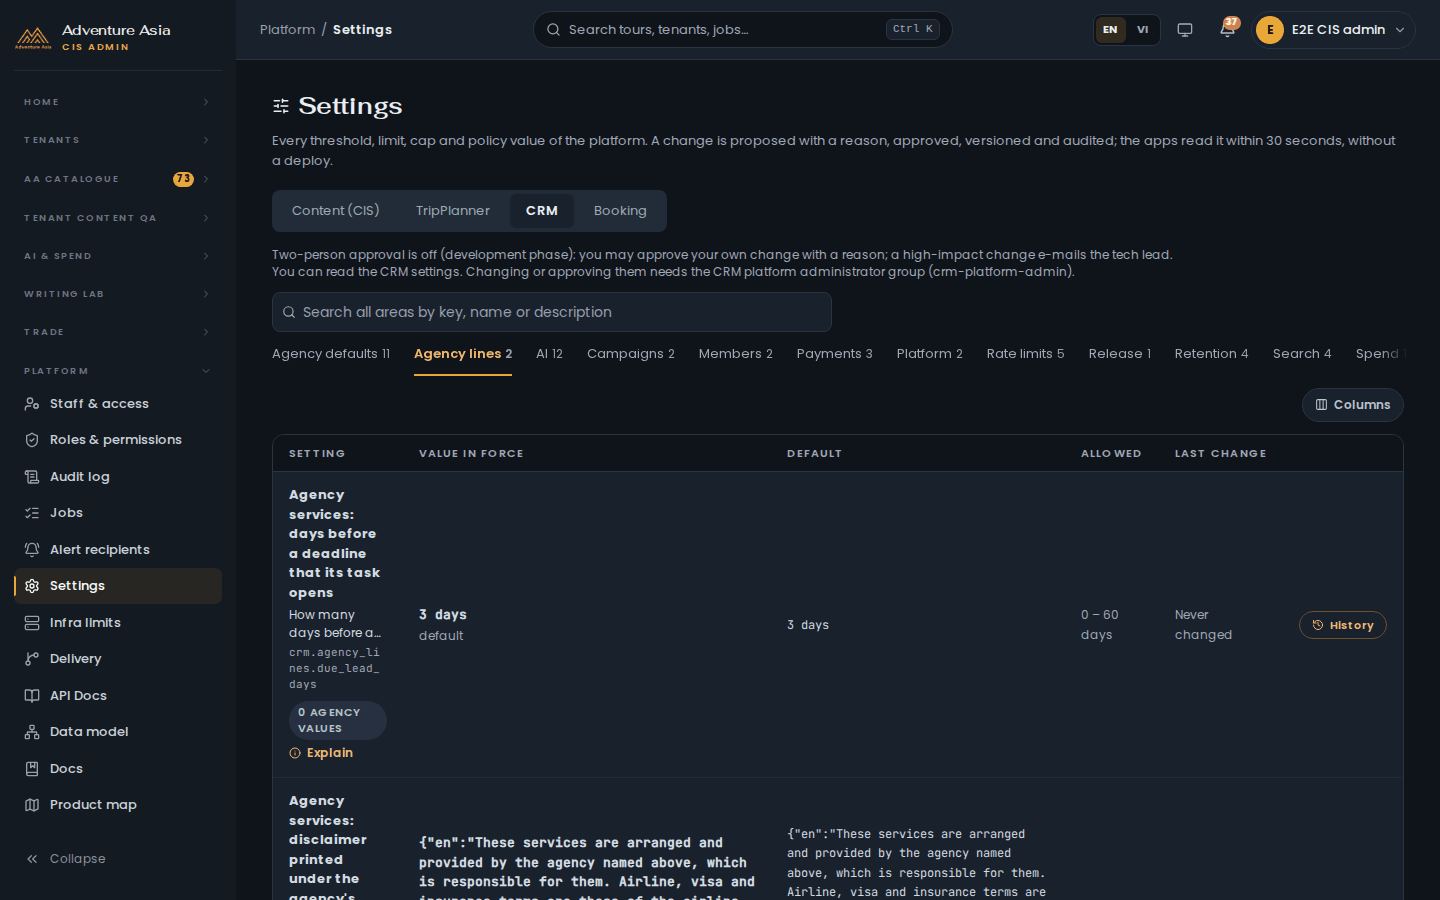 Adventure Asia
CIS ADMIN
Adventure Asia
Platform / Settings
Search tours, tenants, jobs...
Ctrl K
EN
VI
37
E
E2E CIS admin
HOME
TENANTS
AA CATALOGUE
73
TENANT CONTENT QA
AI & SPEND
WRITING LAB
TRADE
PLATFORM
Staff & access
Roles & permissions
Audit log
Jobs
Alert recipients
Settings
Infra limits
Delivery
API Docs
Data model
Docs
Product map
Collapse
Settings
Every threshold, limit, cap and policy value of the platform. A change is proposed with a reason, approved, versioned and audited; the apps read it within 30 seconds, without
a deploy.
Content (CIS)
TripPlanner
CRM
Booking
Two-person approval is off (development phase): you may approve your own change with a reason; a high-impact change e-mails the tech lead.
You can read the CRM settings. Changing or approving them needs the CRM platform administrator group (crm-platform-admin).
Search all areas by key, name or description
Agency defaults 11
Agency lines 2
AI 12
Campaigns 2
Members 2
Payments 3
Platform 2
Rate limits 5
Release 1
Retention 4
Search 4
Spend
Columns
SETTING
VALUE IN FORCE
DEFAULT
ALLOWED
LAST CHANGE
Agency
services:
days before
a deadline
that its task
opens
How many
days before a...
crm.agency_li
nes.due_lead_
days
0 AGENCY
VALUES
Explain
3 days
default
3 days
0 – 60
days
Never
changed
History
Agency
services:
disclaimer
printed
under the
agency's
{"en":"These services are arranged and
provided by the agency named above, which
is responsible for them. Airline, visa and
insurance terms are those of the airline,
{"en":"These services are arranged
and provided by the agency named
above, which is responsible for them.
Airline, visa and insurance terms are